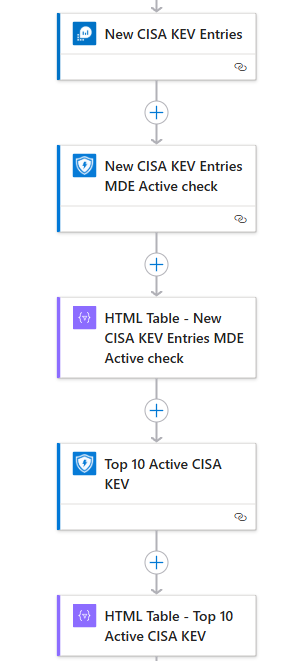 New CISA KEV Entries
New CISA KEV Entries
MDE Active check
HTML Table - New
CISA KEV Entries MDE
Active check
Top 10 Active CISA
KEV
HTML Table - Top 10
Active CISA KEV